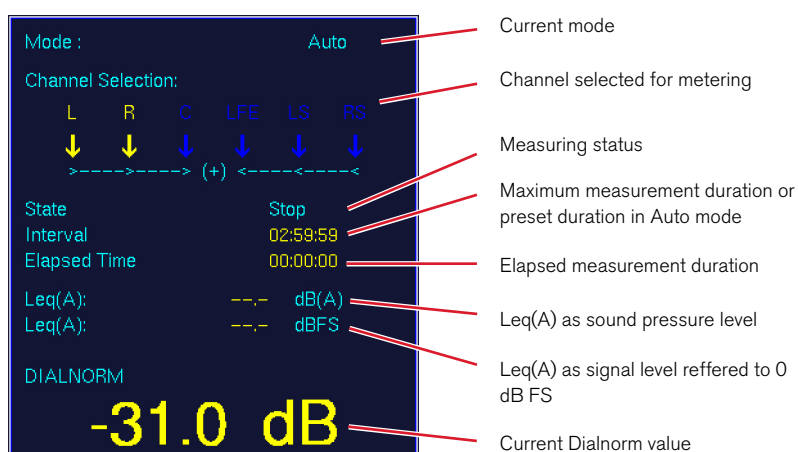 Mode : Auto
Channel Selection:
L R C LFE LS RS
>---->----> (+) <----<----<
State Stop
Interval 02:59:59
Elapsed Time 00:00:00
Leq(A): --.- dB(A)
Leq(A): --.- dBFS
DIALNORM
-31.0 dB
Current mode
Channel selected for metering
Measuring status
Maximum measurement duration or
preset duration in Auto mode
Elapsed measurement duration
Leq(A) as sound pressure level
Leq(A) as signal level reffered to 0
dB FS
Current Dialnorm value